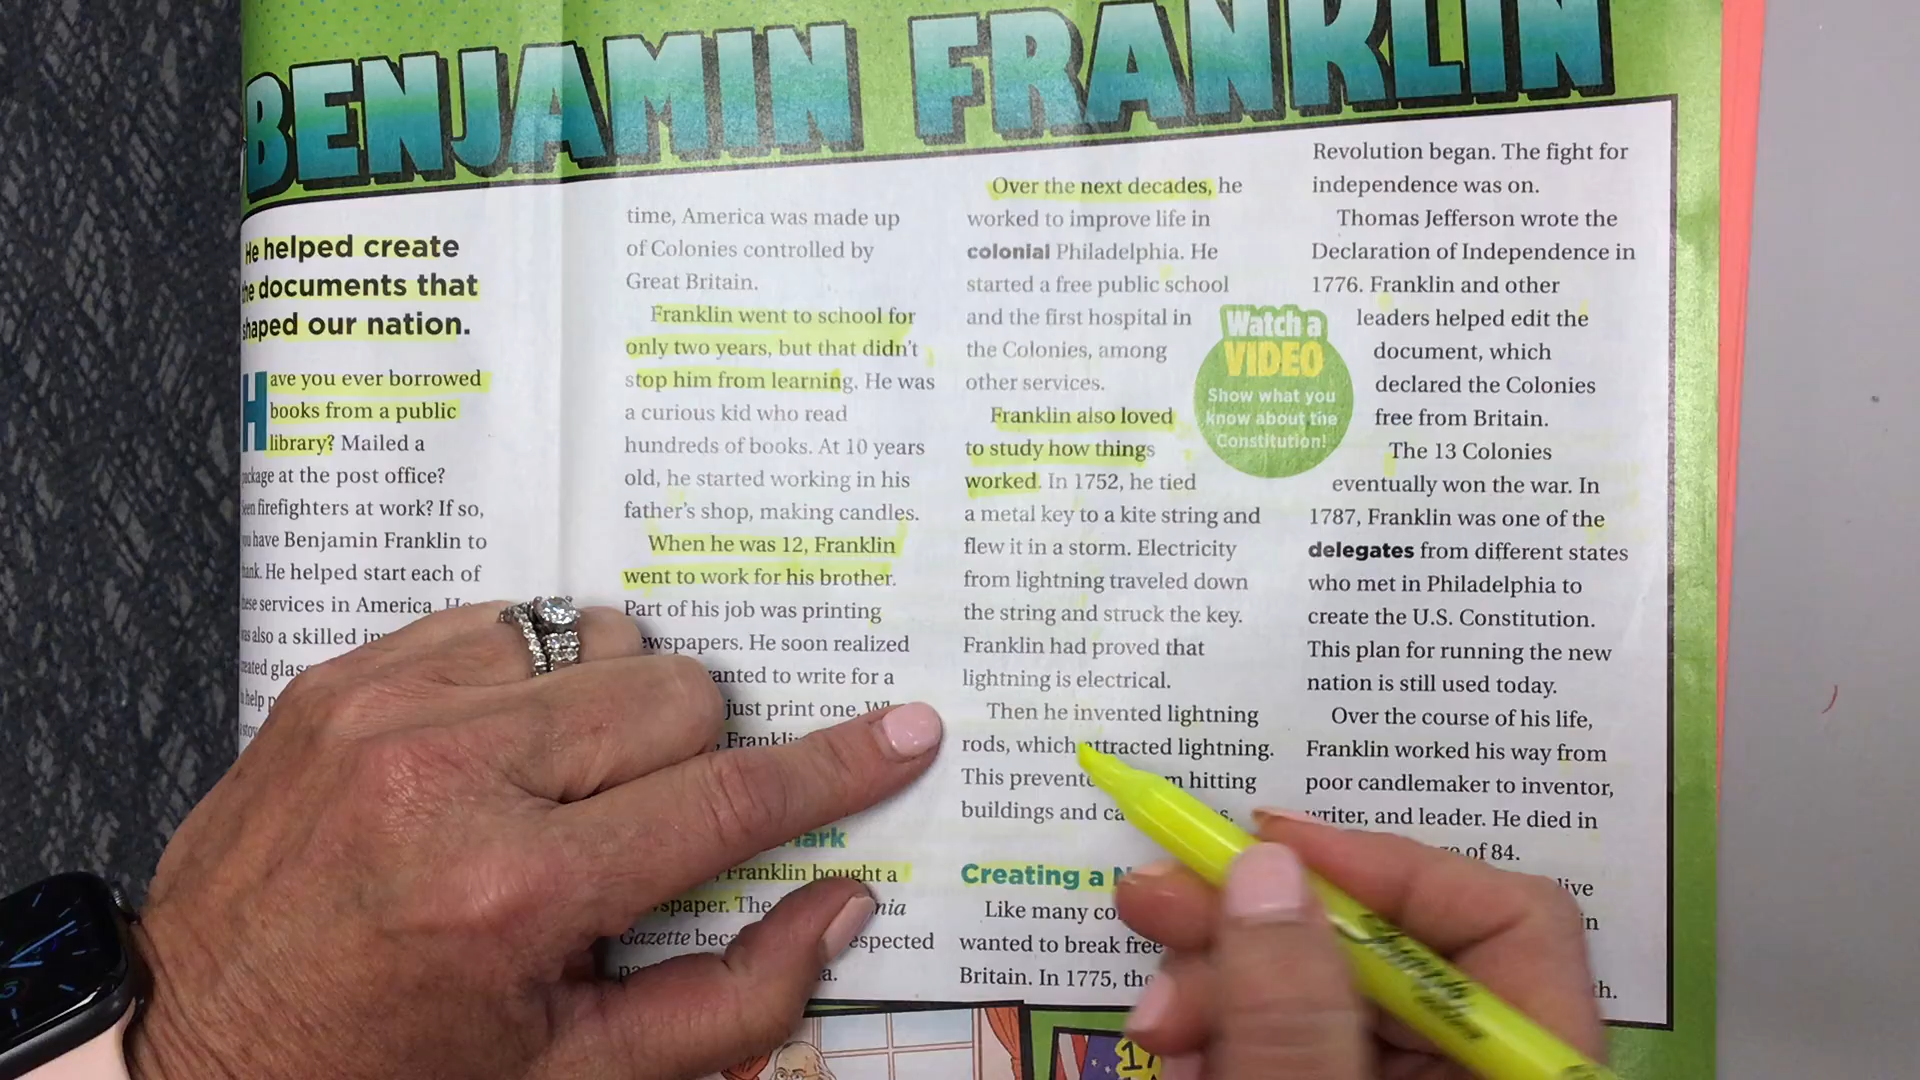 BENJAMIN FRANKLIN
He helped create
the documents that
shaped our nation.
Have you ever borrowed
books from a public
library? Mailed a
package at the post office?
Seen firefighters at work? If so,
you have Benjamin Franklin to
thank. He helped start each of
these services in America. He
was also a skilled
created
help
time, America was made up
of Colonies controlled by
Great Britain.
Franklin went to school for
only two years, but that didn't
stop him from learning. He was
a curious kid who read
hundreds of books. At 10 years
old, he started working in his
father's shop, making candles.
When he was 12, Franklin
went to work for his brother.
Part of his job was printing
newspapers. He soon realized
wanted to write for a
just print one.
Franklin bought a
newspaper. The
Gazette
Over the next decades, he
worked to improve life in
colonial Philadelphia. He
started a free public school
and the first hospital in
the Colonies, among
other services.
Franklin also loved
to study how things
worked. In 1752, he tied
a metal key to a kite string and
flew it in a storm. Electricity
from lightning traveled down
the string and struck the key.
Franklin had proved that
lightning is electrical.
Then he invented lightning
rods, which attracted lightning.
This prevented hitting
buildings and
Creating a
Like many
wanted to break free
Britain. In 1775, the
Watch a
VIDEO
Show what you
know about the
Constitution!
Revolution began. The fight for
independence was on.
Thomas Jefferson wrote the
Declaration of Independence in
1776. Franklin and other
leaders helped edit the
document, which
declared the Colonies
free from Britain.
The 13 Colonies
eventually won the war. In
1787, Franklin was one of the
delegates from different states
who met in Philadelphia to
create the U.S. Constitution.
This plan for running the new
nation is still used today.
Over the course of his life,
Franklin worked his way from
poor candlemaker to inventor,
writer, and leader. He died in
of 84.
live
in
17
Sharpie